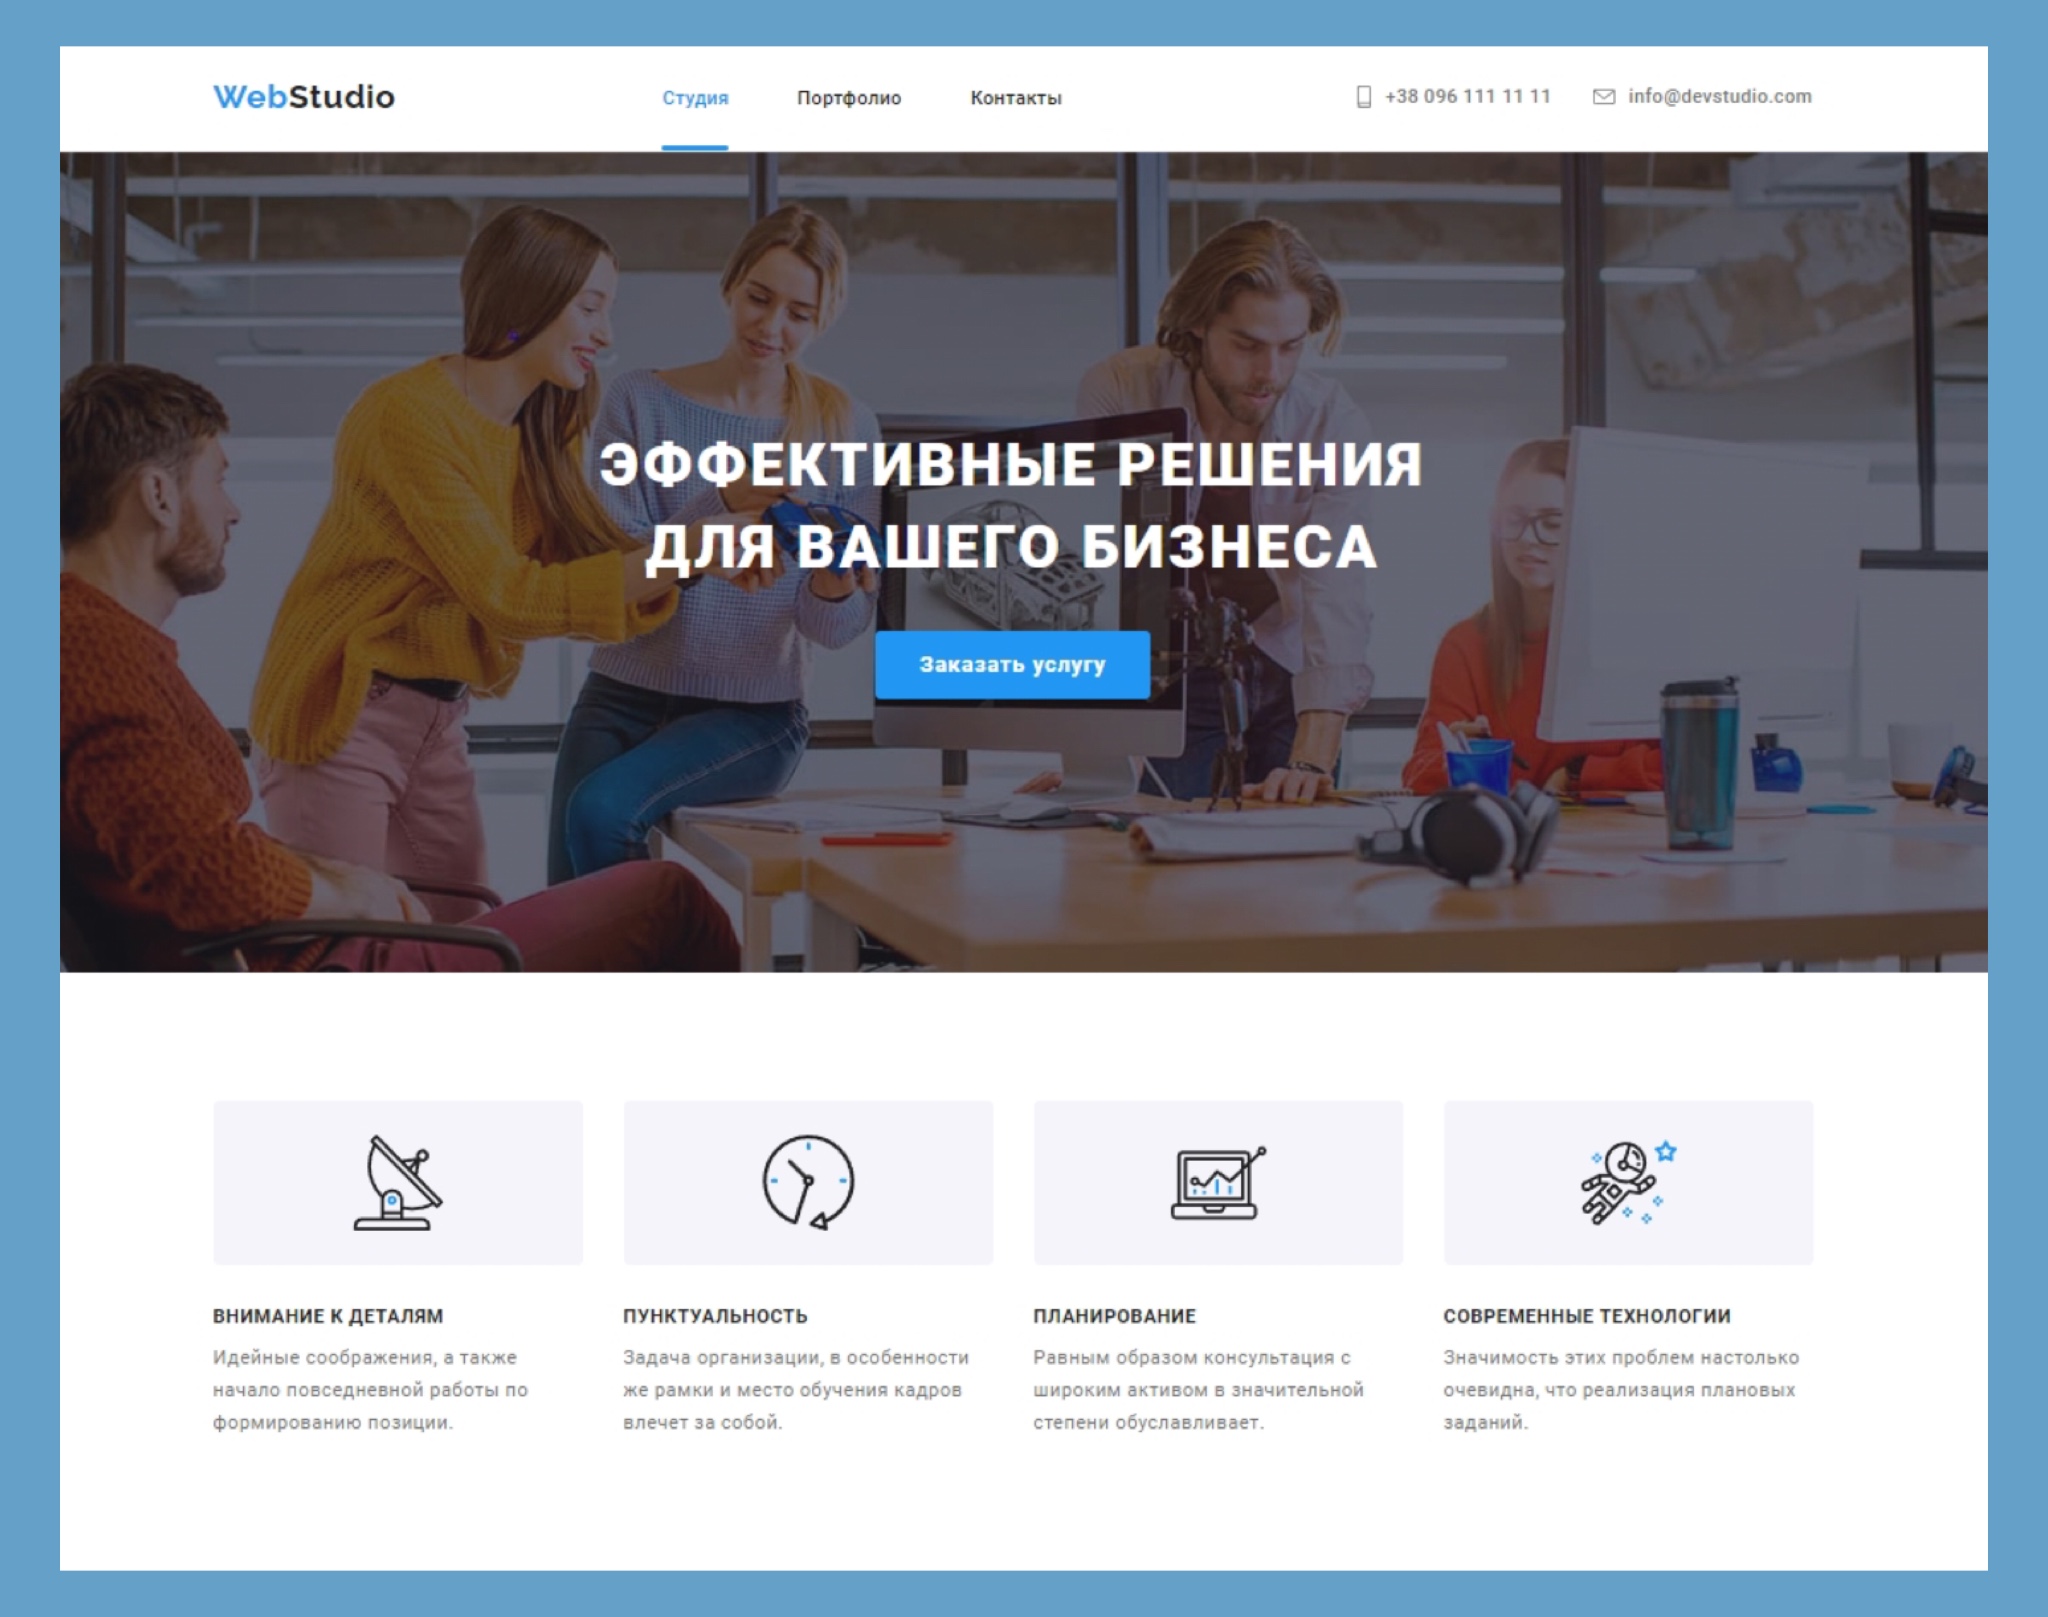 WebStudio
Студия
Портфолио
Контакты
+38 096 111 11 11
info@devstudio.com
ЭФФЕКТИВНЫЕ РЕШЕНИЯ
ДЛЯ ВАШЕГО БИЗНЕСА
Заказать услугу
ВНИМАНИЕ К ДЕТАЛЯМ
Идейные соображения, а также
начало повседневной работы по
формированию позиции.
ПУНКТУАЛЬНОСТЬ
Задача организации, в особенности
же рамки и место обучения кадров
влечет за собой.
ПЛАНИРОВАНИЕ
Равным образом консультация с
широким активом в значительной
степени обуславливает.
СОВРЕМЕННЫЕ ТЕХНОЛОГИИ
Значимость этих проблем настолько
очевидна, что реализация плановых
заданий.